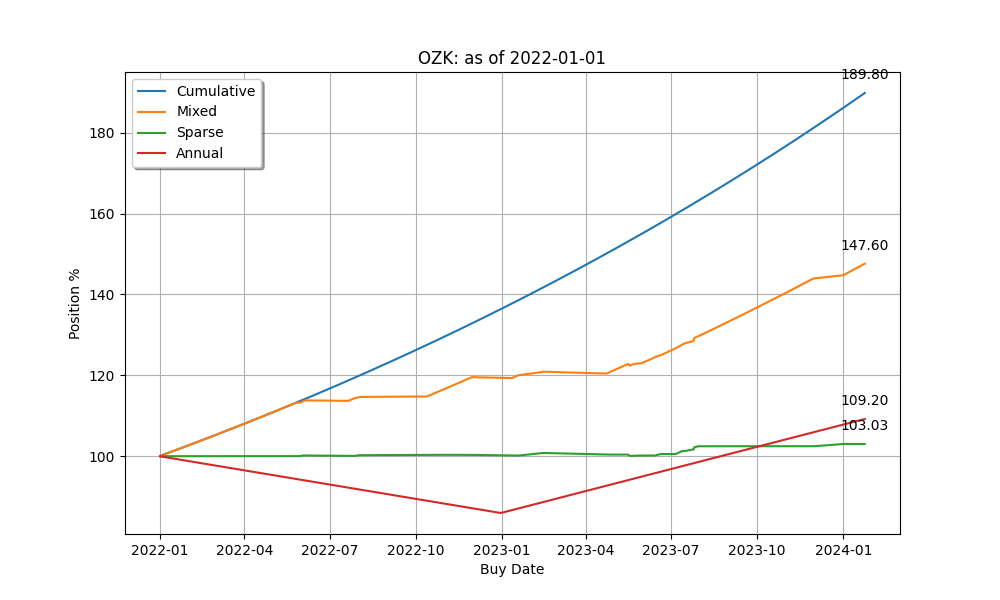 OZK: as of 2022-01-01
Cumulative
Mixed
Sparse
Annual
189.80
147.60
109.20
103.03
Position %
180
160
140
120
100
2022-01 2022-04 2022-07 2022-10 2023-01 2023-04 2023-07 2023-10 2024-01
Buy Date